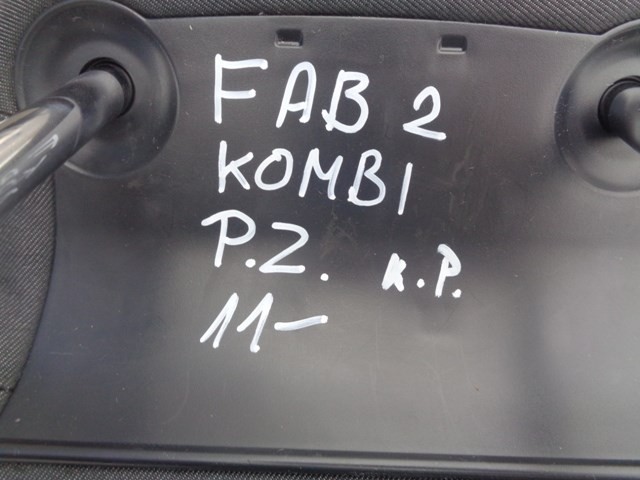 FAB 2
KOMBI
P.Z. K.P.
11-